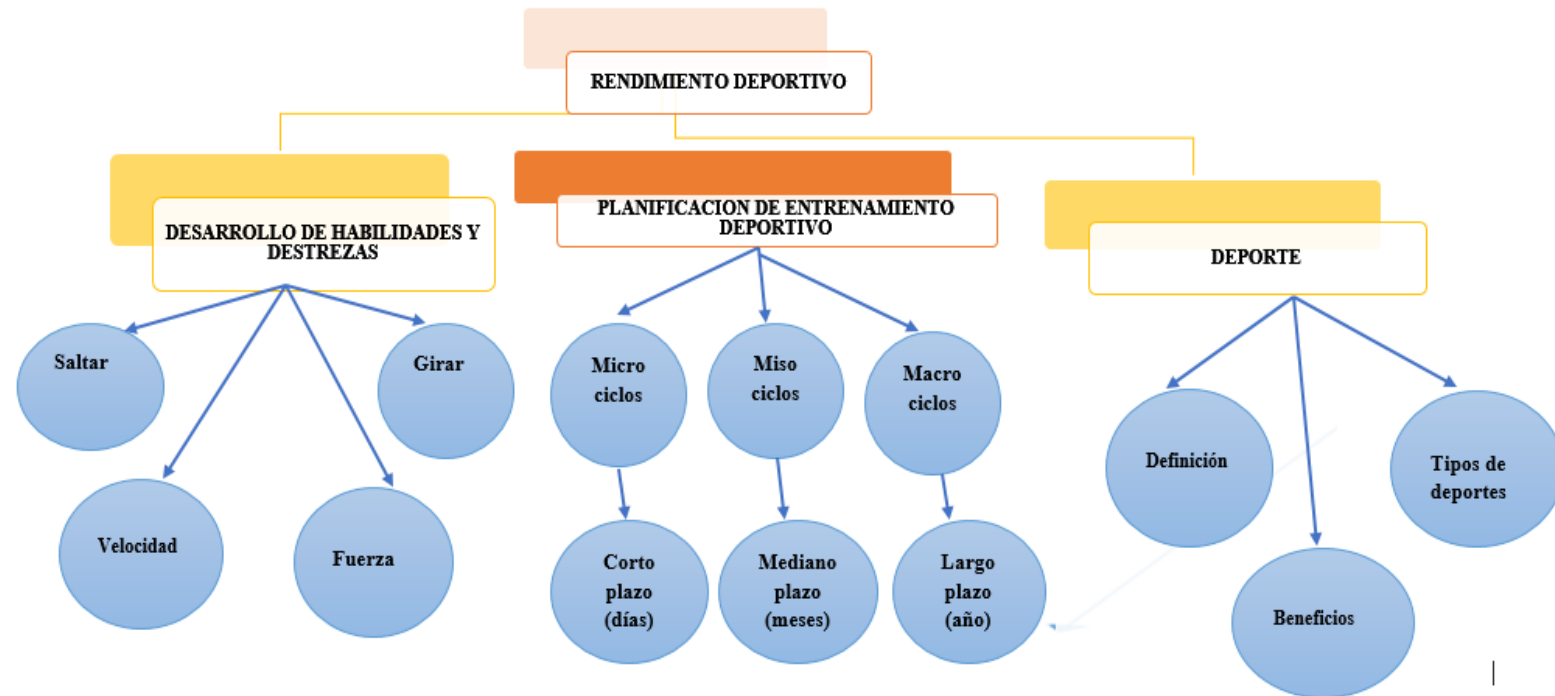 RENDIMIENTO DEPORTIVO
DESARROLLO DE HABILIDADES Y
DESTREZAS
PLANIFICACION DE ENTRENAMIENTO
DEPORTIVO
DEPORTE
Saltar
Girar
Velocidad
Fuerza
Micro
ciclos
Miso
ciclos
Macro
ciclos
Corto
plazo
(días)
Mediano
plazo
(meses)
Largo
plazo
(año)
Definición
Tipos de
deportes
Beneficios